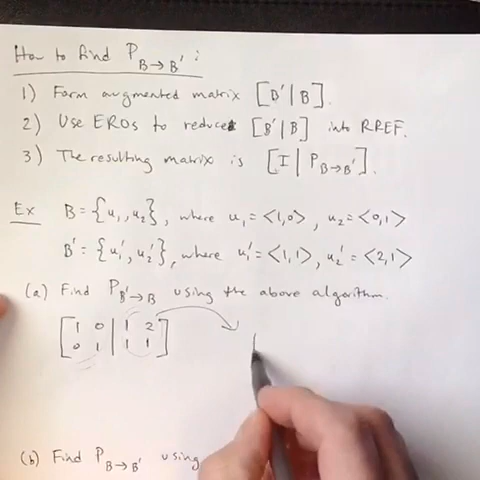 How to find P_{B→B'} :
1) Form augmented matrix [B' | B].
2) Use EROs to reduce [B' | B] into RREF.
3) The resulting matrix is [I | P_{B→B'}].
Ex B = {u₁, u₂}, where u₁ = <1,0>, u₂ = <0,1>
B' = {u₁', u₂'}, where u₁' = <1,1>, u₂' = <2,1>
(a) Find P_{B'→B} using the above algorithm.
[1 0 | 1 2
0 1 | 1 1]
(b) Find P_{B→B'} using